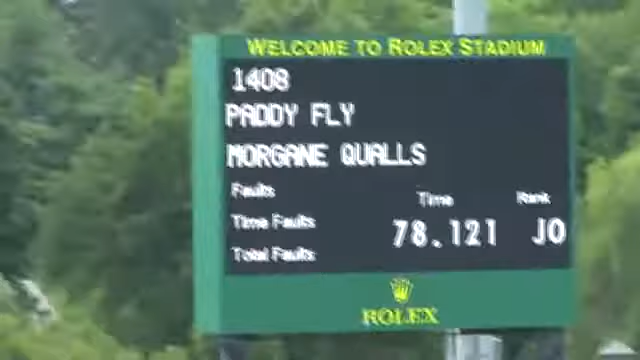 WELCOME TO ROLEX STADIUM
1408
PADDY FLY
MORGANE QUALLS
Faults
Time Rank
Time Faults
78.121 JO
Total Faults
ROLEX